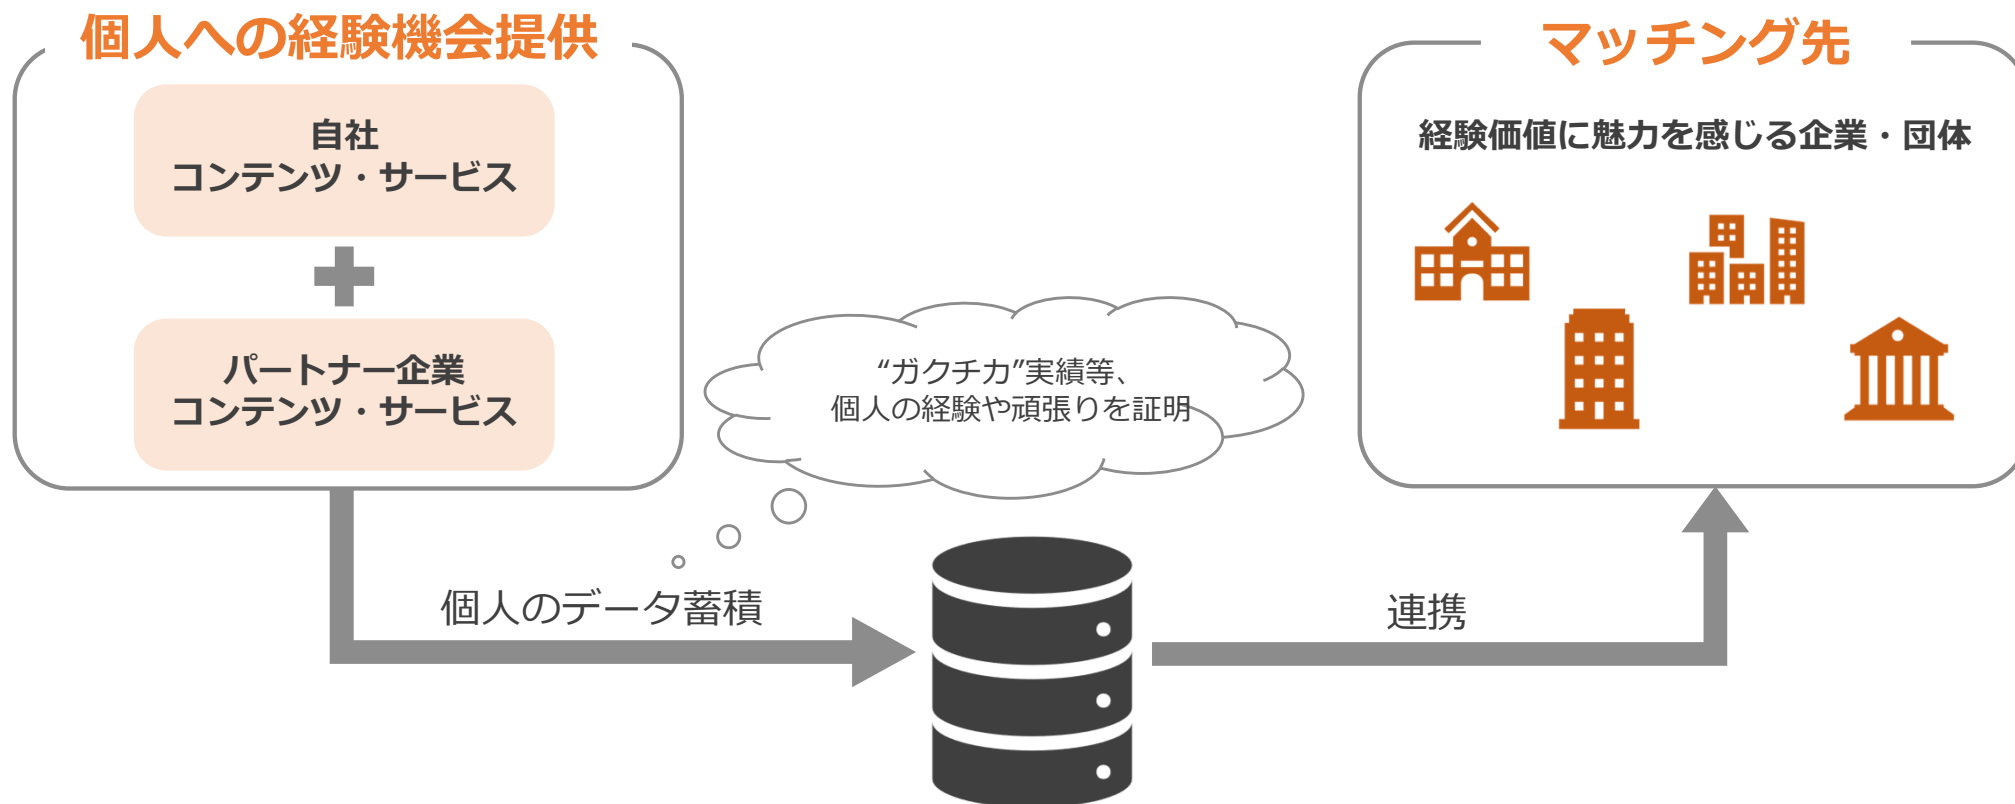 個人への経験機会提供
自社
コンテンツ・サービス
パートナー企業
コンテンツ・サービス
“ガクチカ”実績等、
個人の経験や頑張りを証明
個人のデータ蓄積
連携
マッチング先
経験価値に魅力を感じる企業・団体